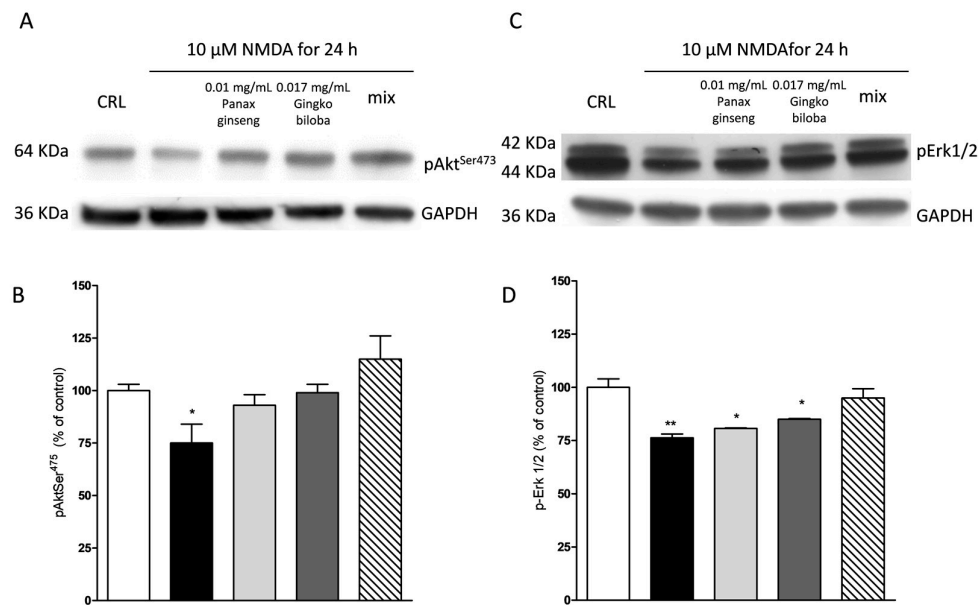 A
10 µM NMDA for 24 h
CRL
0.01 mg/mL
Panax
ginseng
0.017 mg/mL
Gingko
biloba
mix
64 KDa
pAktSer473
36 KDa
GAPDH
C
10 µM NMDAfor 24 h
CRL
0.01 mg/mL
Panax
ginseng
0.017 mg/mL
Gingko
biloba
mix
42 KDa
44 KDa
pErk1/2
36 KDa
GAPDH
B
pAktSer475 (% of control)
150
125
100
75
50
25
0
*
D
p-Erk 1/2 (% of control)
150
125
100
75
50
25
0
**
*
*